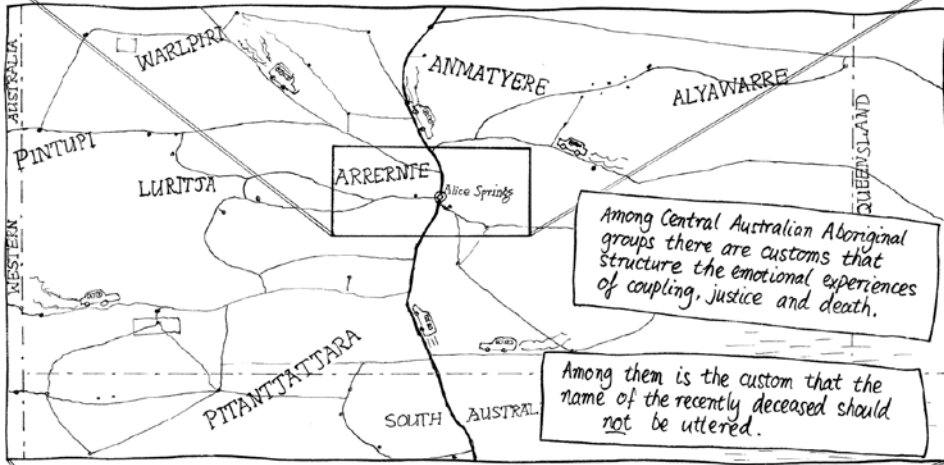 WARLPIRI
ANMATYERE
ALYAWARRE
AUSTRALIA
WESTERN
PINTUPI
LURITJA
ARRERNTE
Alice Springs
QUEENSLAND
Among Central Australian Aboriginal
groups there are customs that
structure the emotional experiences
of coupling, justice and death.
PITANTJATJARA
SOUTH AUSTRAL
Among them is the custom that the
name of the recently deceased should
not be uttered.